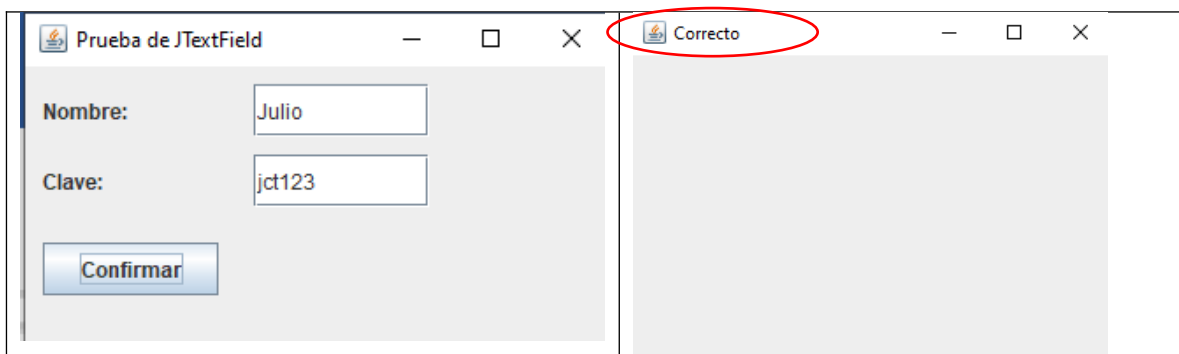 Prueba de JTextField
Nombre:
Julio
Clave:
jct123
Confirmar
Correcto